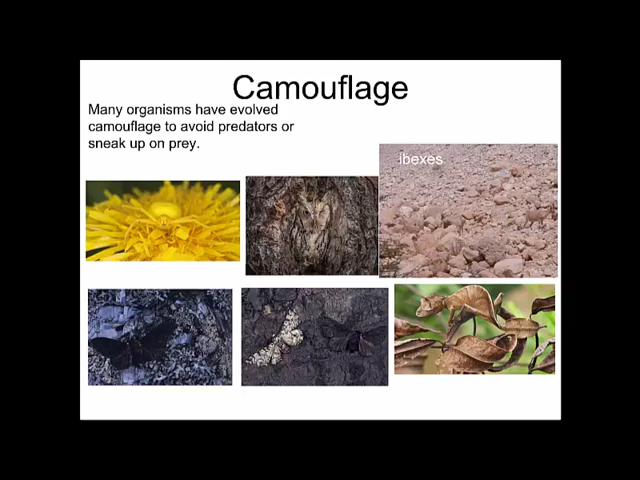 Camouflage
Many organisms have evolved
camouflage to avoid predators or
sneak up on prey.
ibexes